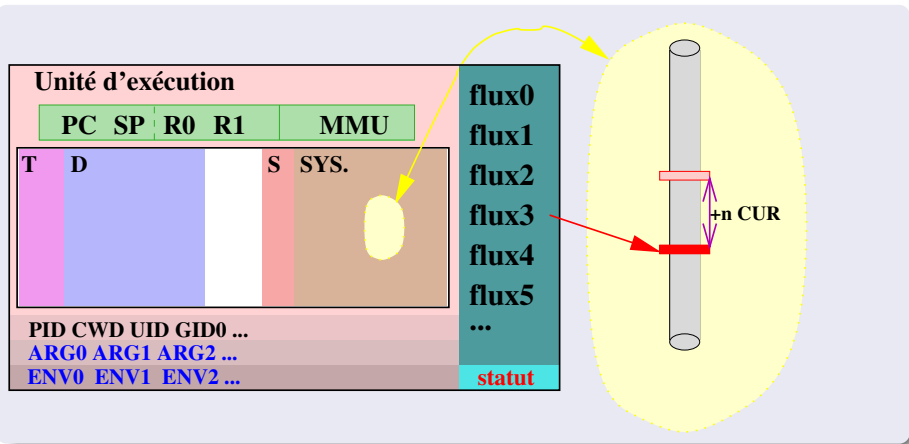 Unité d'exécution
PC SP R0 R1 MMU
T D S SYS.
PID CWD UID GID0 ...
ARG0 ARG1 ARG2 ...
ENV0 ENV1 ENV2 ...
flux0
flux1
flux2
flux3
flux4
flux5
...
statut
+n CUR